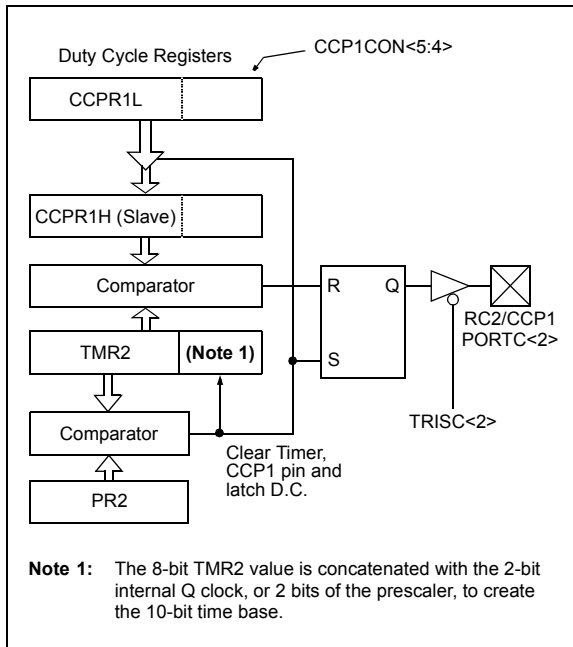 Duty Cycle Registers
CCP1CON<5:4>
CCPR1L
CCPR1H (Slave)
Comparator
R
Q
RC2/CCP1
PORTC<2>
TMR2
(Note 1)
S
TRISC<2>
Comparator
Clear Timer,
CCP1 pin and
latch D.C.
PR2
Note 1: The 8-bit TMR2 value is concatenated with the 2-bit
internal Q clock, or 2 bits of the prescaler, to create
the 10-bit time base.